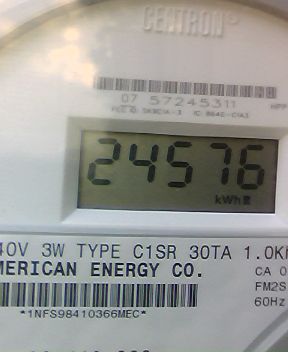 CENTRON
07 57245311
24576
kWh
40V 3W TYPE C1SR 30TA 1.0K
MERICAN ENERGY CO.
CA 0
FM2S
60Hz
*1NFS98410366MEC*